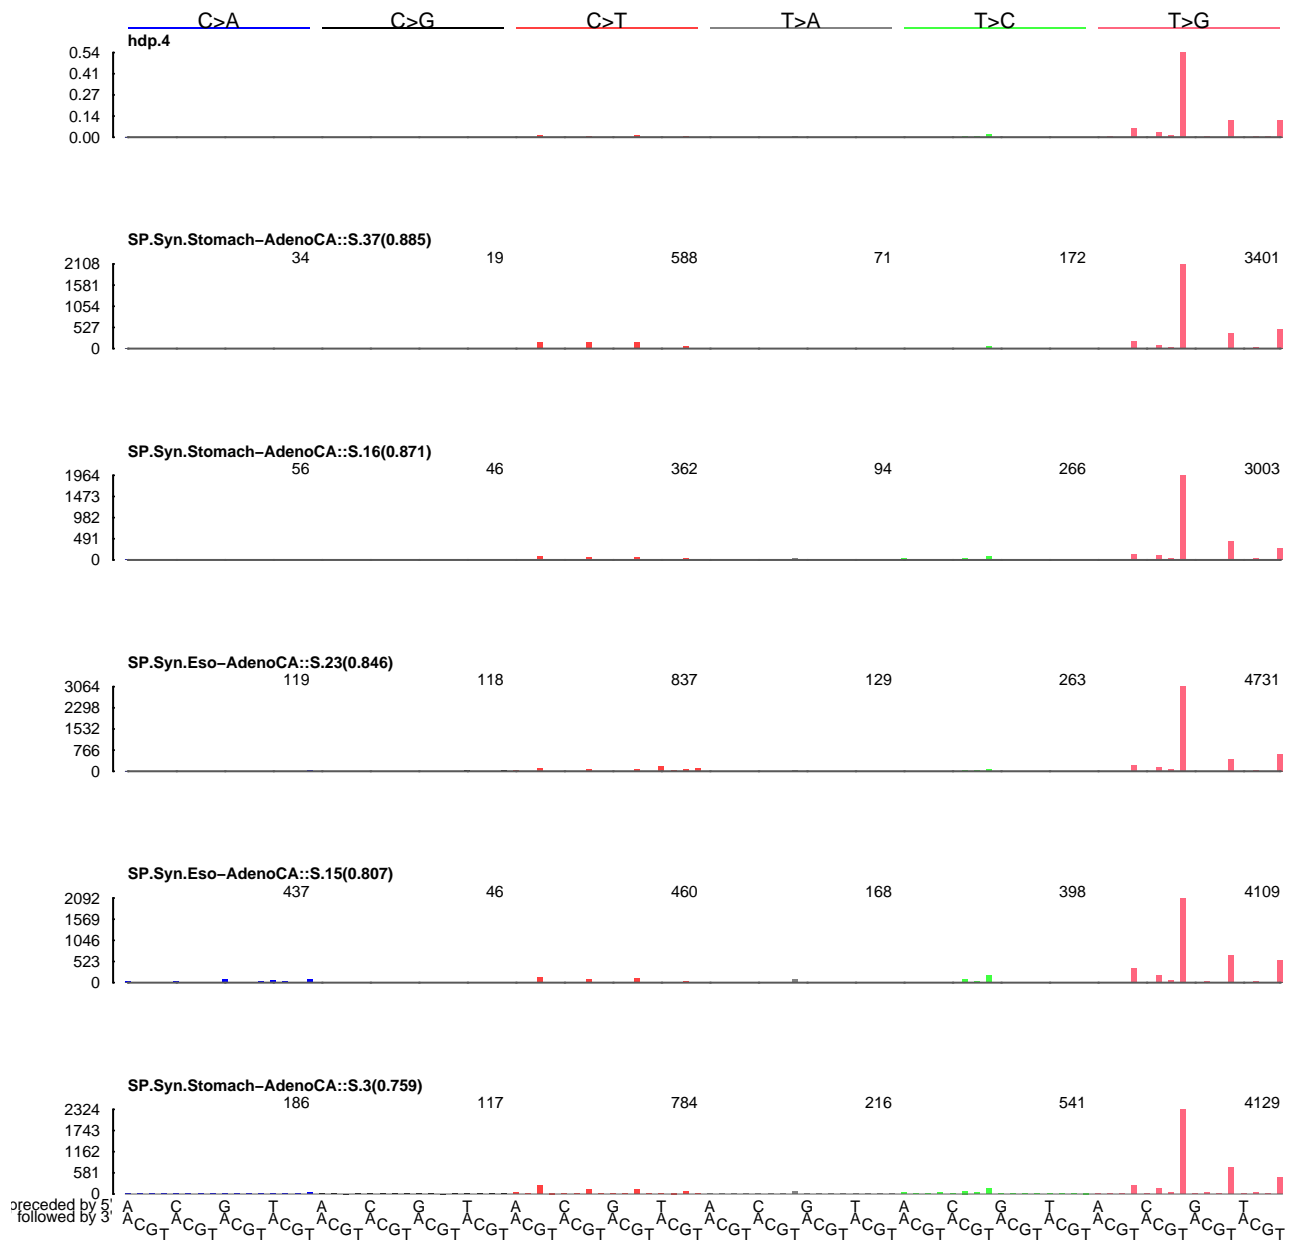 C>A C>G C>T T>A T>C T>G
hdp.4
0.54
0.41
0.27
0.14
0.00
SP.Syn.Stomach−AdenoCA::S.37(0.885)
34 19 588 71 172 3401
2108
1581
1054
527
0
SP.Syn.Stomach−AdenoCA::S.16(0.871)
56 46 362 94 266 3003
1964
1473
982
491
0
SP.Syn.Eso−AdenoCA::S.23(0.846)
119 118 837 129 263 4731
3064
2298
1532
766
0
SP.Syn.Eso−AdenoCA::S.15(0.807)
437 46 460 168 398 4109
2092
1569
1046
523
0
SP.Syn.Stomach−AdenoCA::S.3(0.759)
186 117 784 216 541 4129
2324
1743
1162
581
0
preceded by 5' A C G T A C G T A C G T A C G T A C G T A C G T
followed by 3' A C G T A C G T A C G T A C G T A C G T A C G T A C G T A C G T A C G T A C G T A C G T A C G T A C G T A C G T A C G T A C G T A C G T A C G T A C G T A C G T A C G T A C G T A C G T A C G T